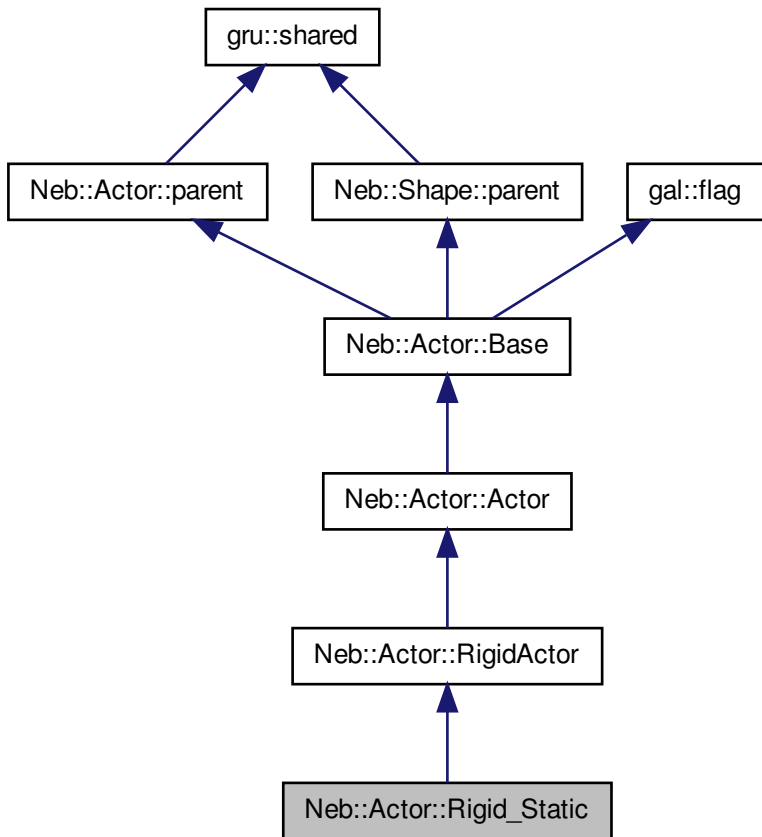 gru::shared
Neb::Actor::parent
Neb::Shape::parent
gal::flag
Neb::Actor::Base
Neb::Actor::Actor
Neb::Actor::RigidActor
Neb::Actor::Rigid_Static